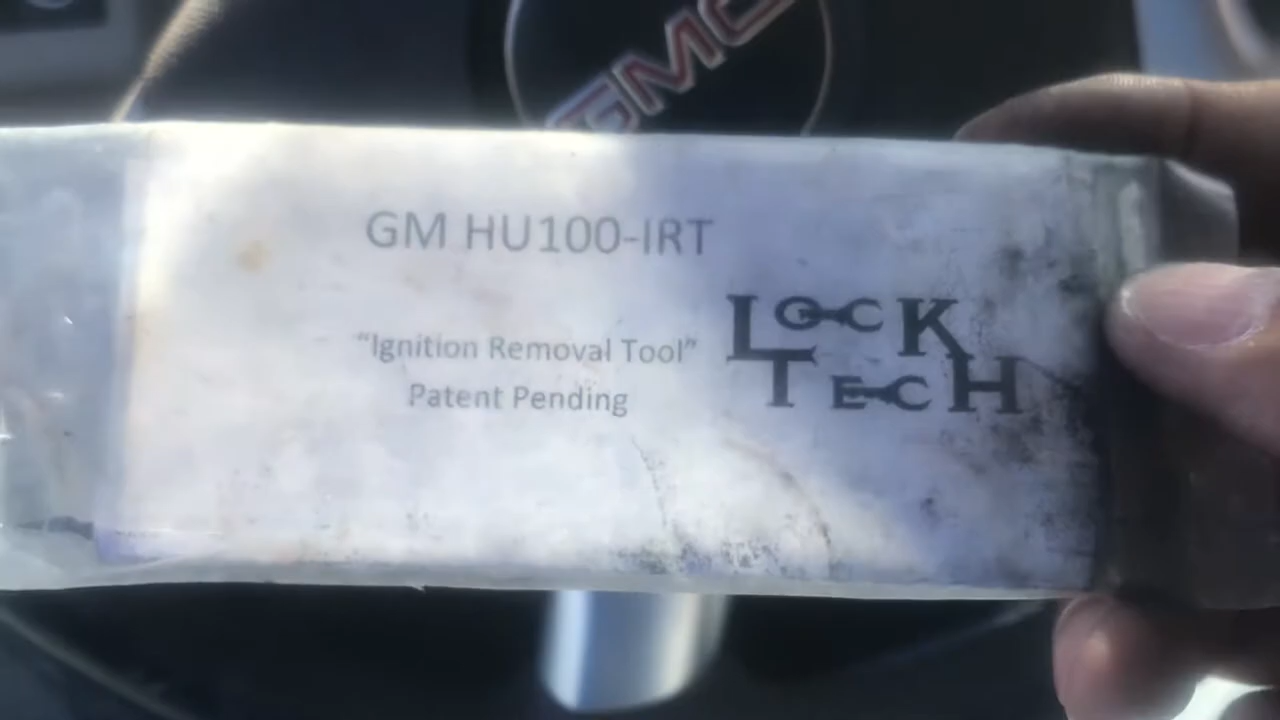 GMC
GM HU100-IRT
"Ignition Removal Tool"
Patent Pending
LOCK
TECH